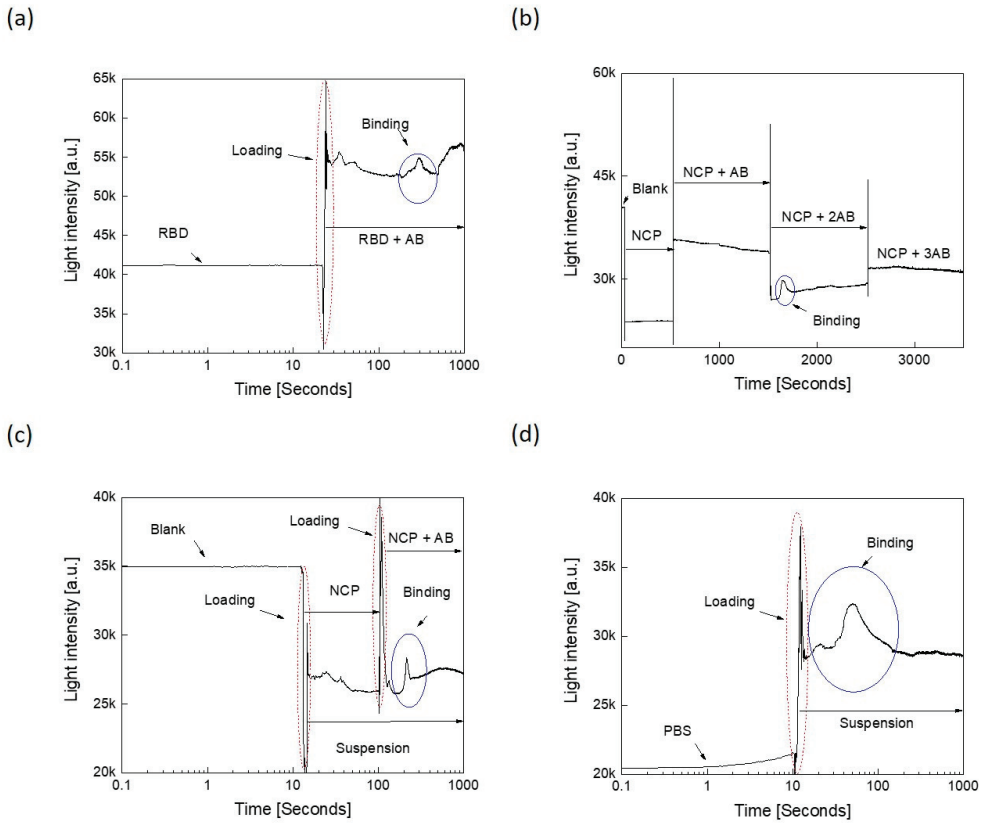 (a)
65k
60k
55k
50k
45k
40k
35k
30k
Light intensity [a.u.]
Loading
Binding
RBD
RBD + AB
0.1
1
10
100
1000
Time [Seconds]
(b)
60k
45k
30k
Light intensity [a.u.]
Blank
NCP
NCP + AB
NCP + 2AB
NCP + 3AB
Binding
0
1000
2000
3000
Time [Seconds]
(c)
40k
35k
30k
25k
20k
Light intensity [a.u.]
Blank
Loading
Loading
NCP
NCP + AB
Binding
Suspension
0.1
1
10
100
1000
Time [Seconds]
(d)
40k
35k
30k
25k
20k
Light intensity [a.u.]
Binding
Loading
PBS
Suspension
0.1
1
10
100
1000
Time [Seconds]